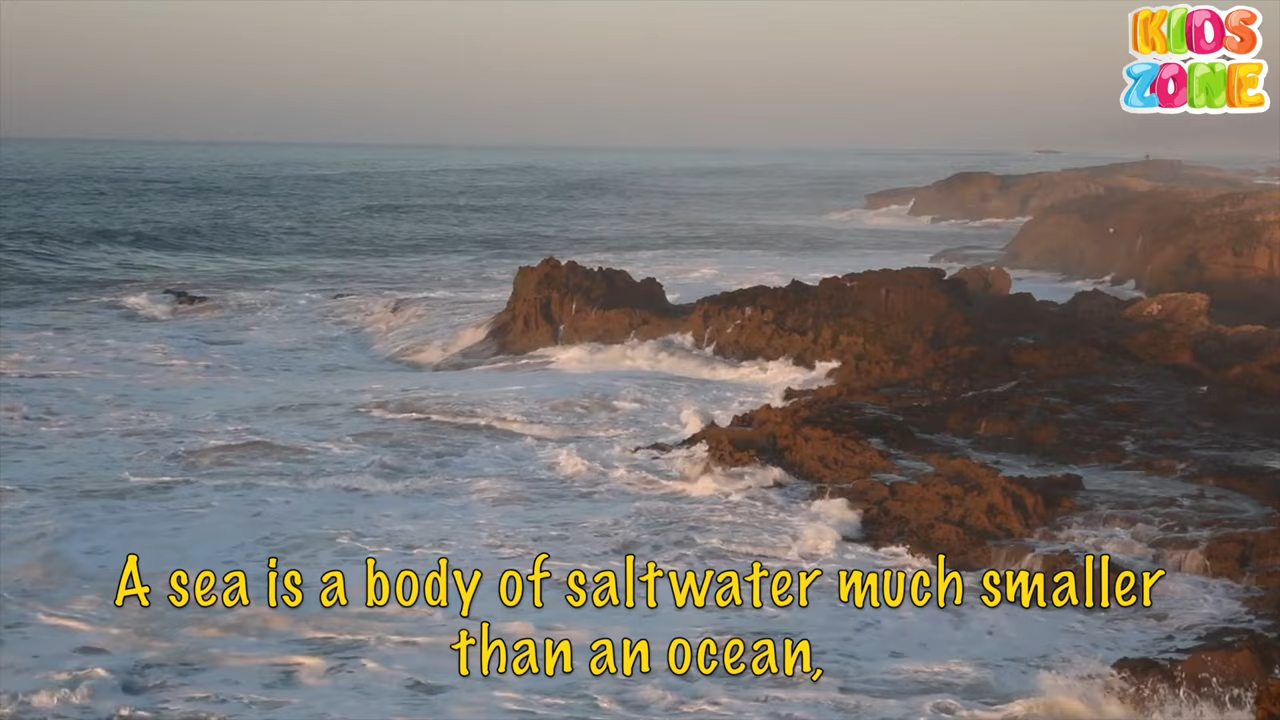 KIDS
ZONE
A sea is a body of saltwater much smaller
than an ocean,